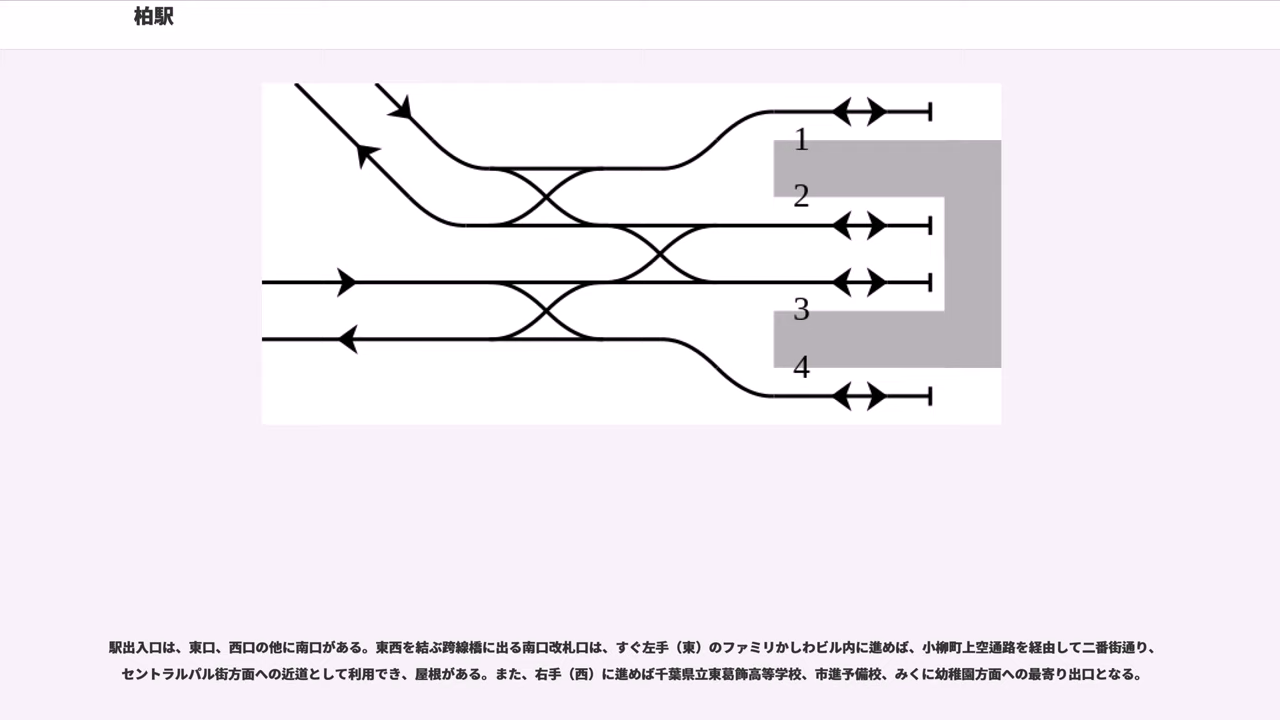 柏駅
1
2
3
4
駅出入口は、東口、西口の他に南口がある。東西を結ぶ跨線橋に出る南口改札口は、すぐ左手（東）のファミリかしわビル内に進めば、小柳町上空通路を経由して二番街通り、
セントラルパル街方面への近道として利用でき、屋根がある。また、右手（西）に進めば千葉県立東葛飾高等学校、市進予備校、みくに幼稚園方面への最寄り出口となる。